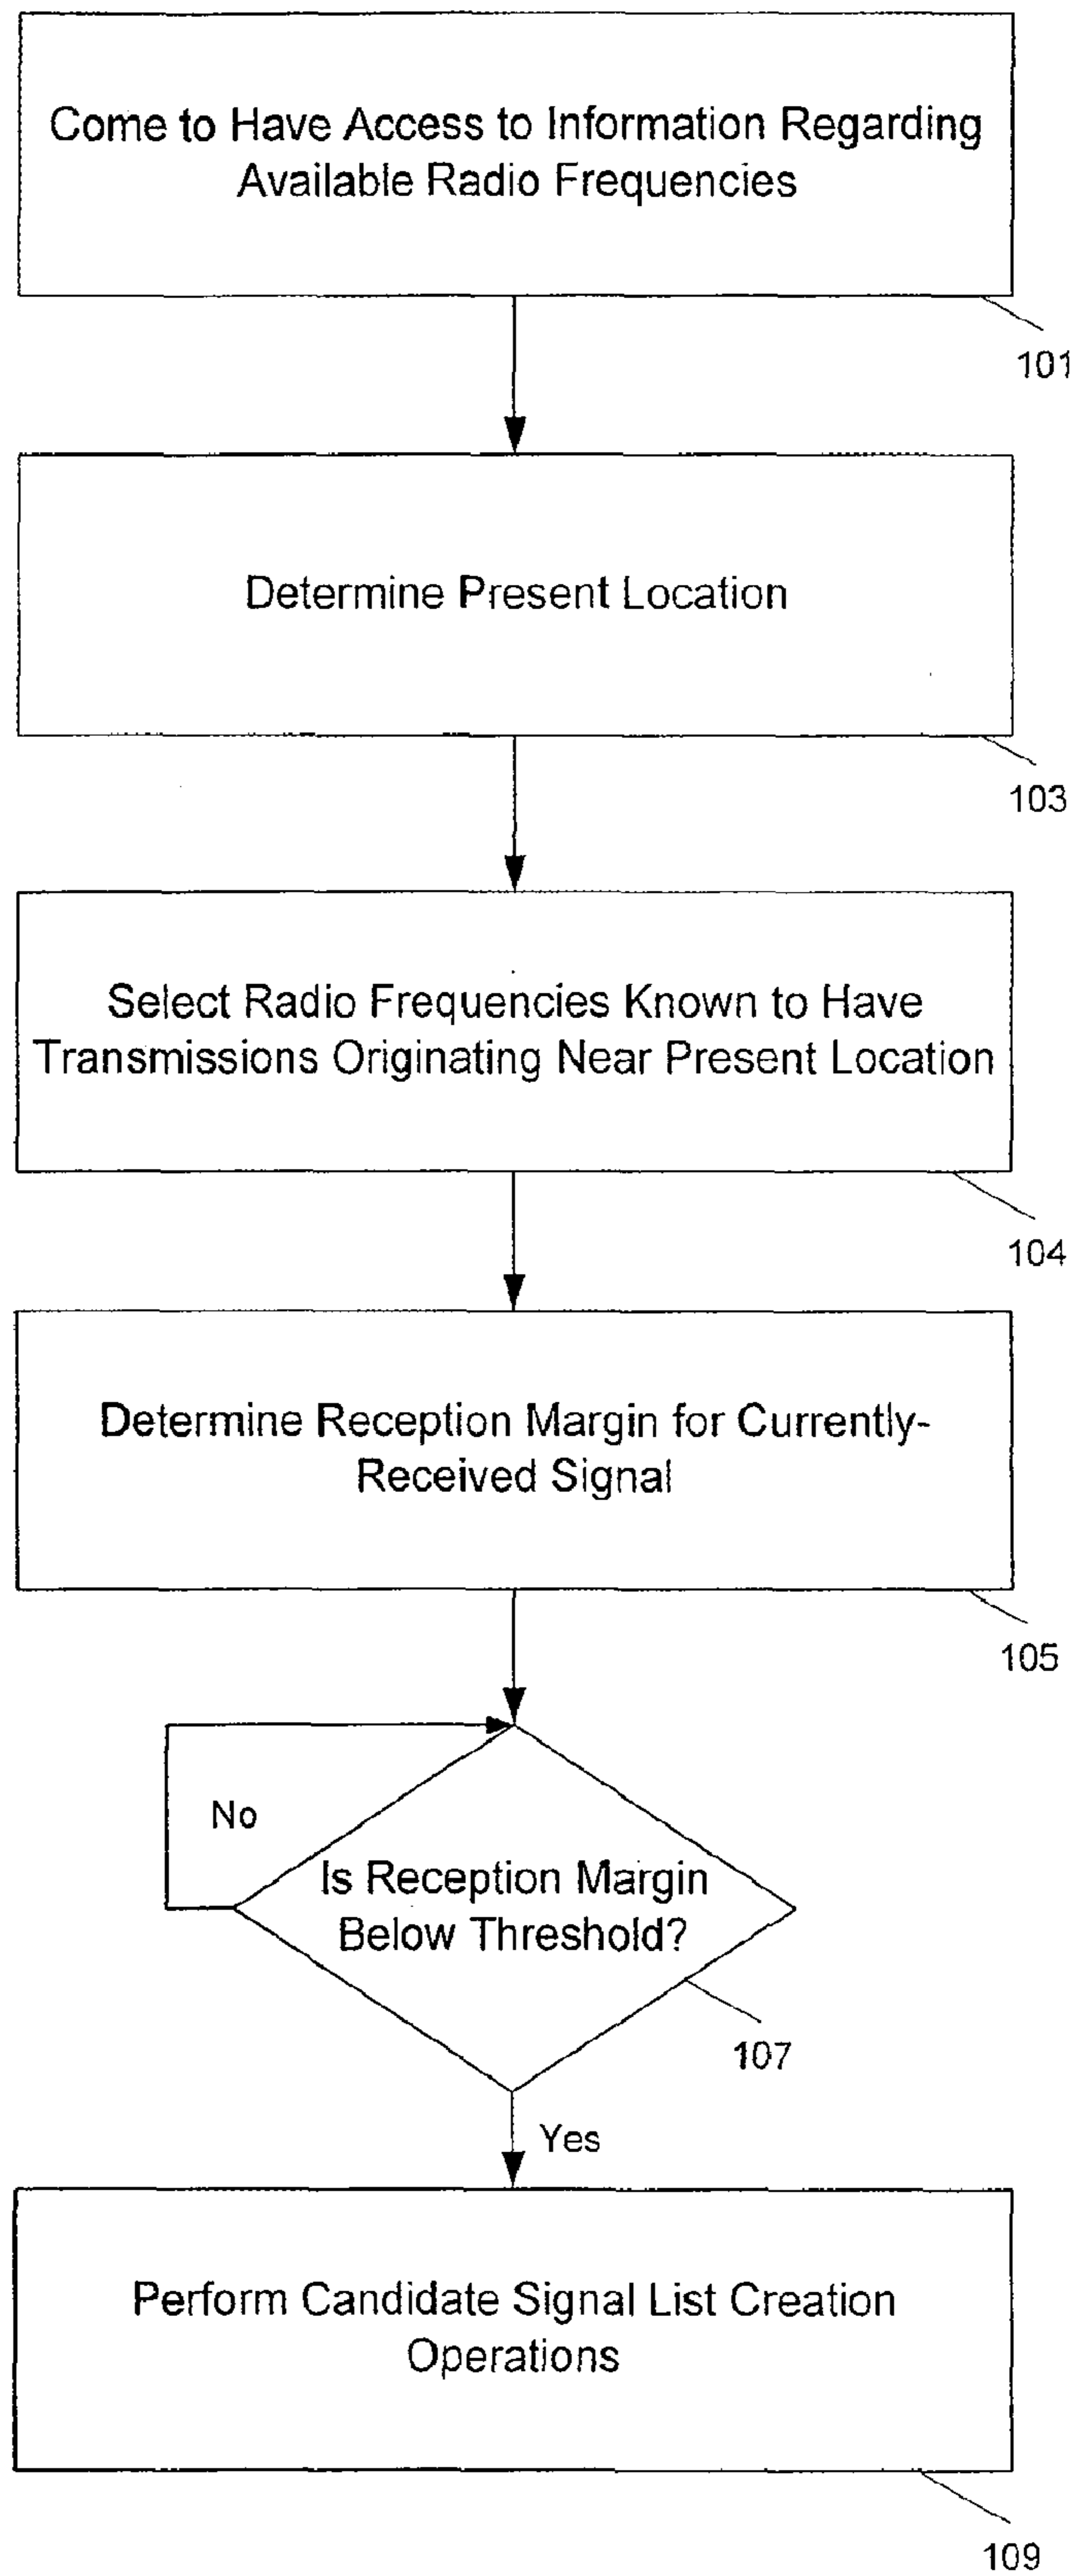 Come to Have Access to Information Regarding
Available Radio Frequencies
101
Determine Present Location
103
Select Radio Frequencies Known to Have
Transmissions Originating Near Present Location
104
Determine Reception Margin for Currently-
Received Signal
105
No
Is Reception Margin
Below Threshold?
107
Yes
Perform Candidate Signal List Creation
Operations
109